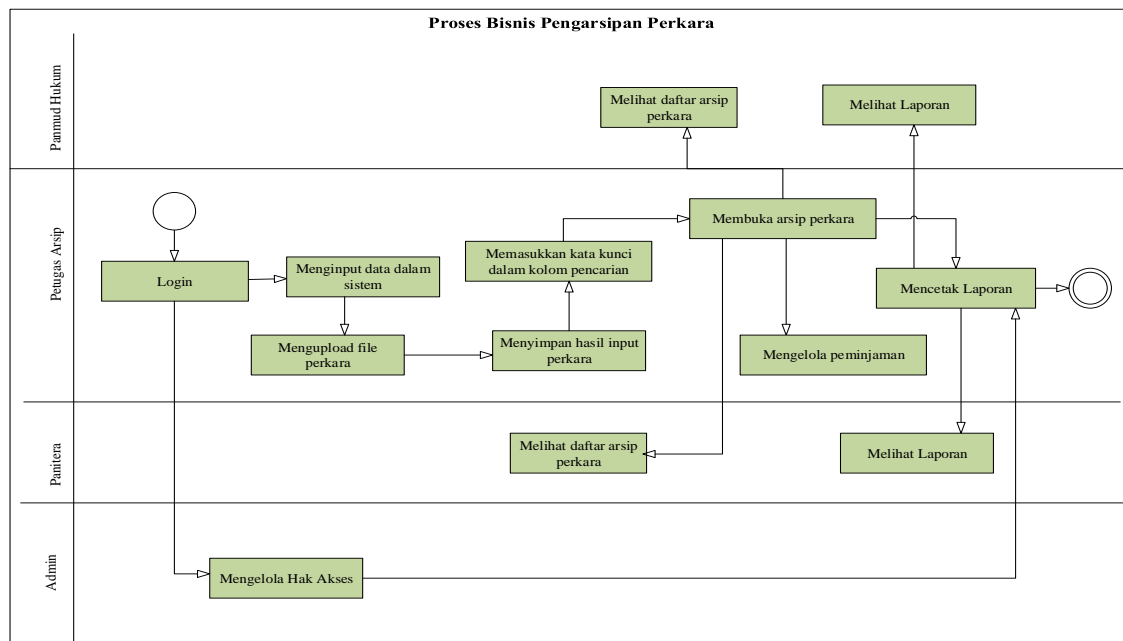 Proses Bisnis Pengarsipan Perkara
Panmud Hukum
Melihat daftar arsip
perkara
Melihat Laporan
Petugas Arsip
Login
Menginput data dalam
sistem
Mengupload file
perkara
Menyimpan hasil input
perkara
Memasukkan kata kunci
dalam kolom pencarian
Membuka arsip perkara
Mengelola peminjaman
Mencetak Laporan
Panitera
Melihat daftar arsip
perkara
Melihat Laporan
Admin
Mengelola Hak Akses